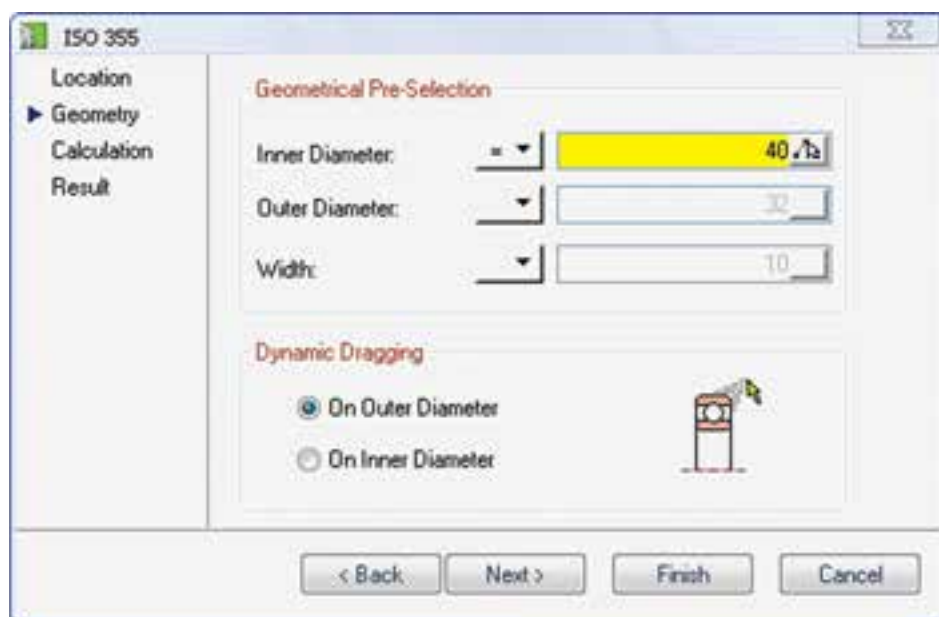 ISO 355
Location
Geometry
Calculation
Result
Geometrical Pre-Selection
Inner Diameter: = 40
Outer Diameter: 32
Width: 10
Dynamic Dragging
On Outer Diameter
On Inner Diameter
< Back Next > Finish Cancel